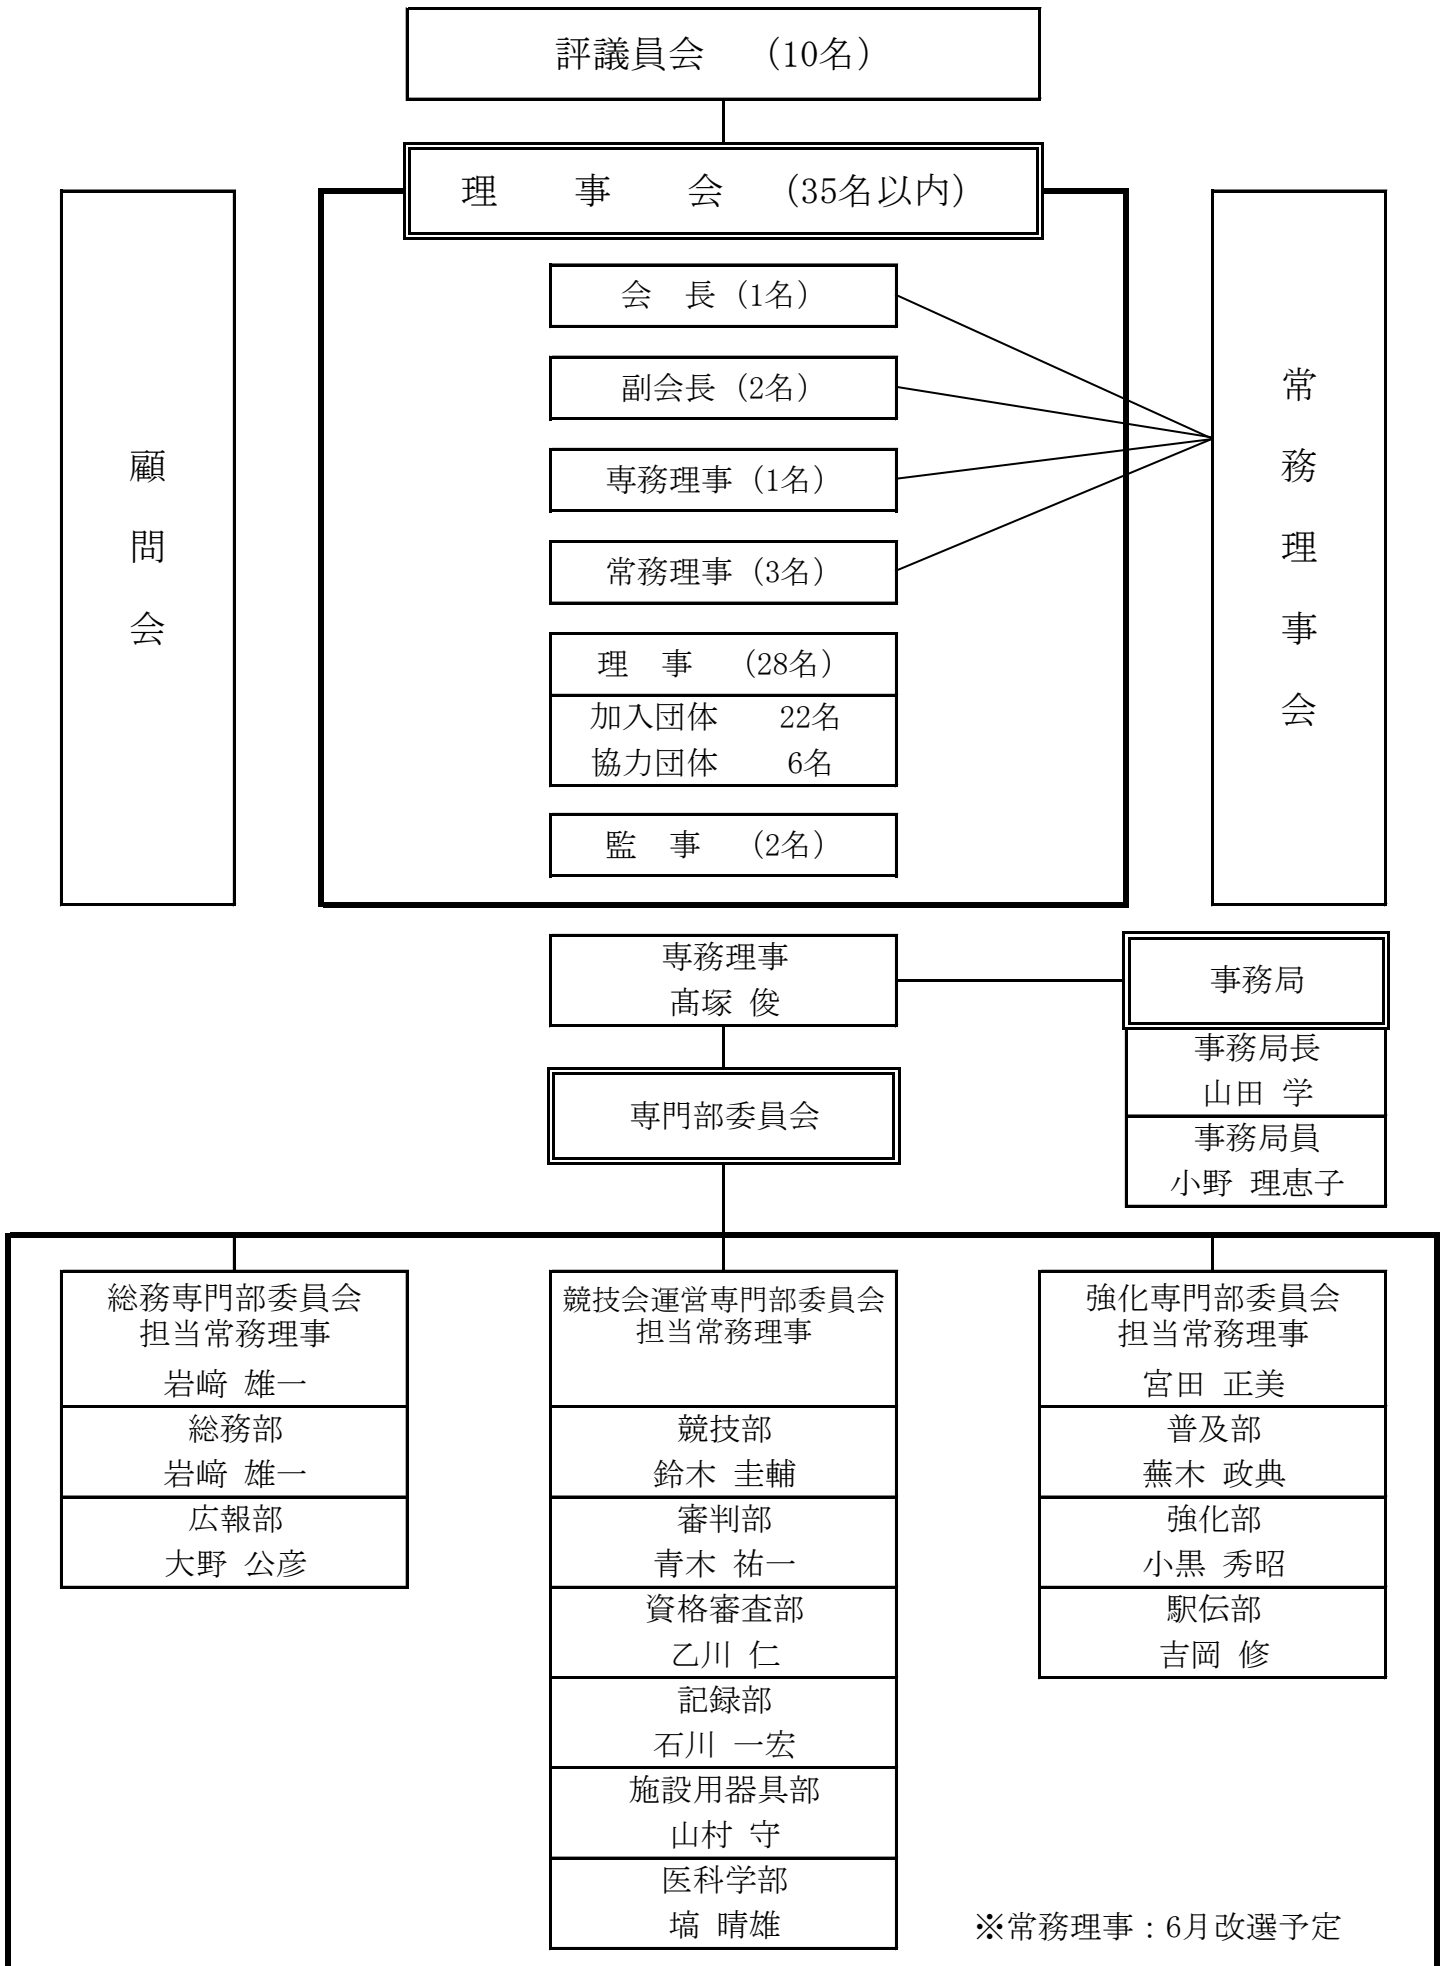 評議員会 (10名)
理 事 会 (35名以内)
顧問会
会 長 (1名)
副会長 (2名)
専務理事 (1名)
常務理事 (3名)
理 事 (28名)
加入団体 22名
協力団体 6名
監 事 (2名)
常務理事会
専務理事
髙塚 俊
事務局
事務局長
山田 学
事務局員
小野 理恵子
専門部委員会
総務専門部委員会
担当常務理事
岩﨑 雄一
総務部
岩﨑 雄一
広報部
大野 公彦
競技会運営専門部委員会
担当常務理事
競技部
鈴木 圭輔
審判部
青木 祐一
資格審査部
乙川 仁
記録部
石川 一宏
施設用器具部
山村 守
医科学部
塙 晴雄
強化専門部委員会
担当常務理事
宮田 正美
普及部
蕪木 政典
強化部
小黒 秀昭
駅伝部
吉岡 修
※常務理事：6月改選予定